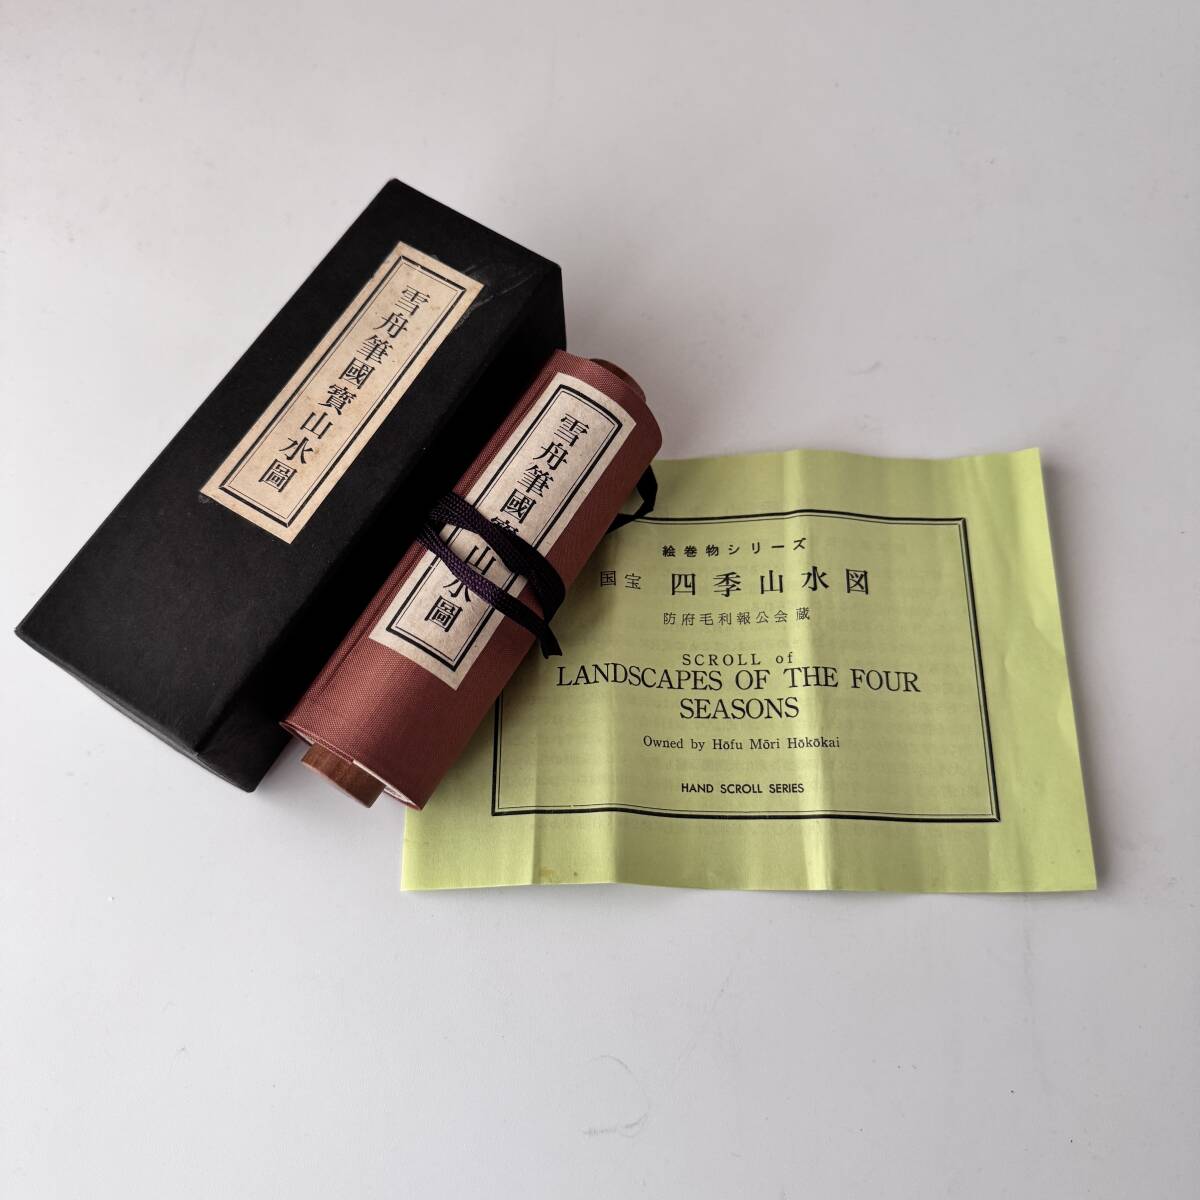 雪舟筆國寶山水圖
雪舟筆國寶山水圖
絵巻物シリーズ
国宝 四季山水図
防府毛利報公会 蔵
SCROLL of
LANDSCAPES OF THE FOUR
SEASONS
Owned by Hōfu Mōri Hōkōkai
HAND SCROLL SERIES